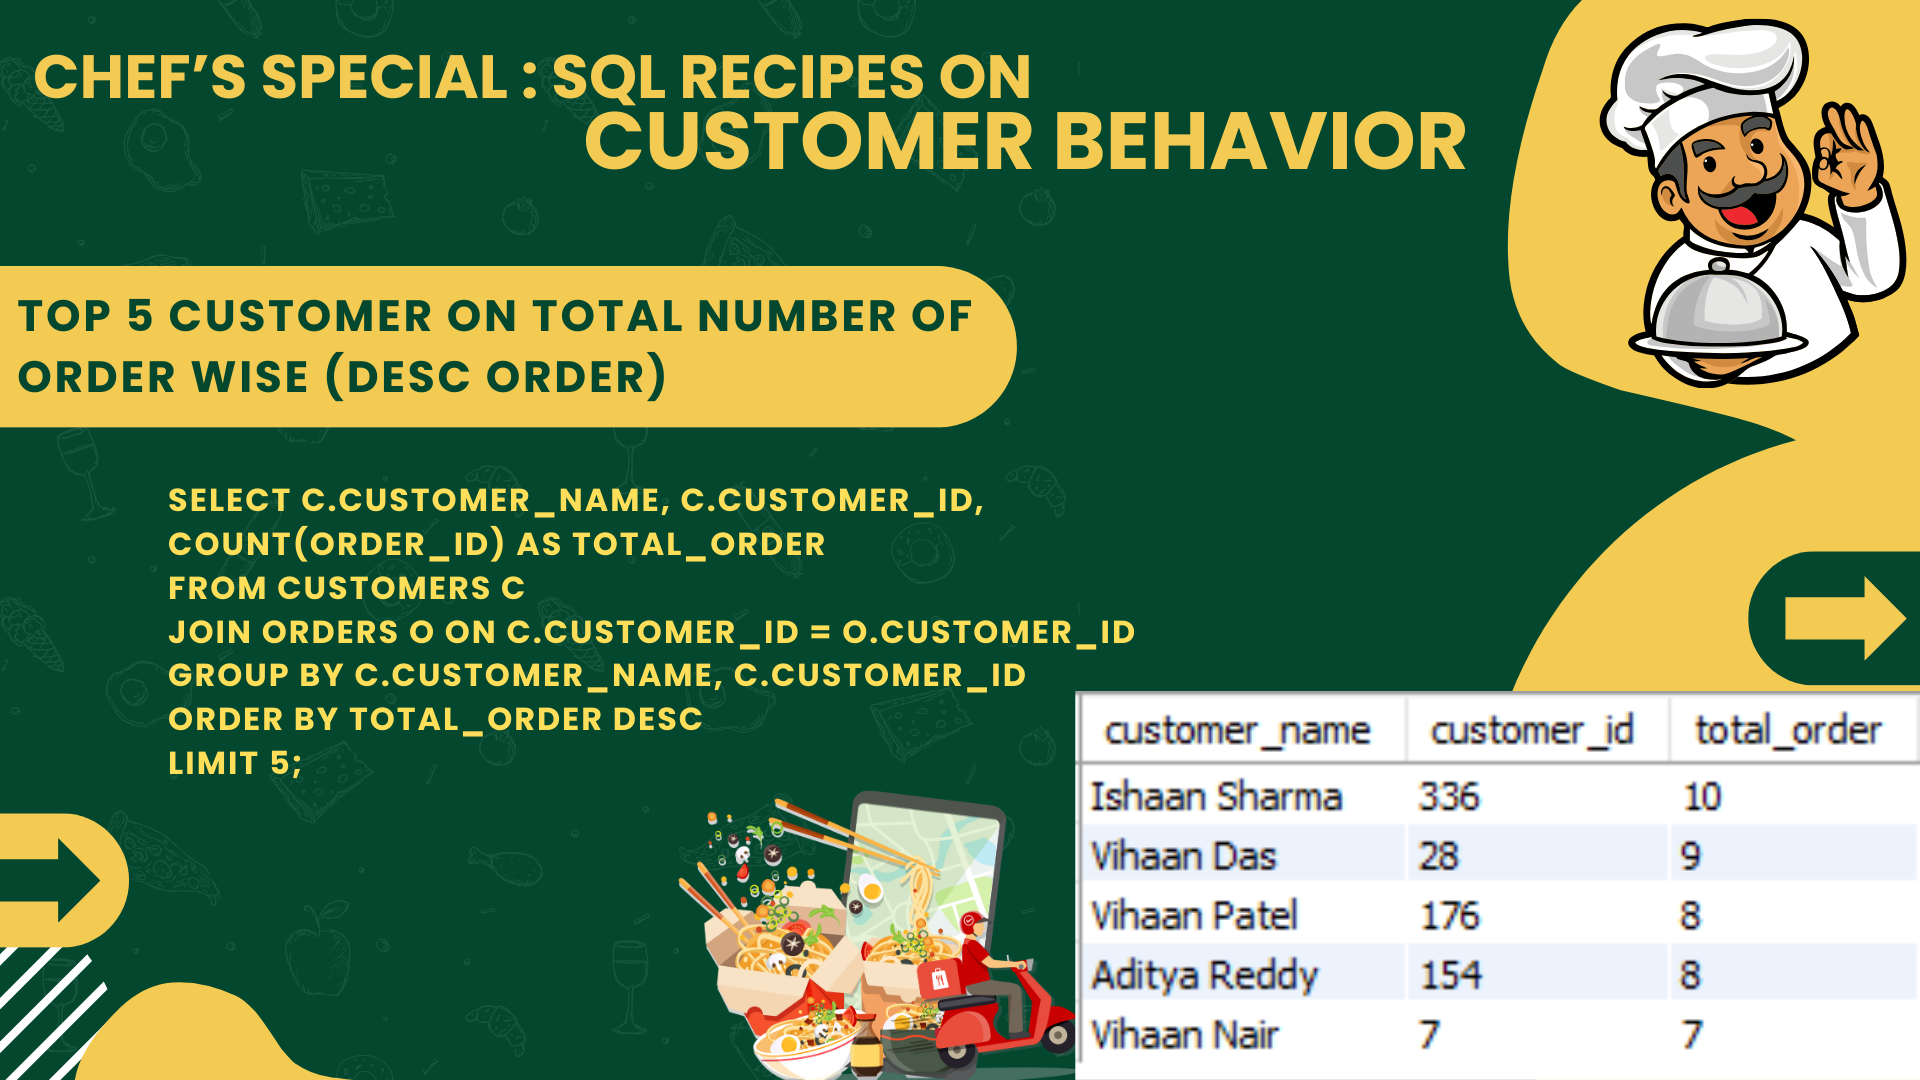 CHEF’S SPECIAL : SQL RECIPES ON
CUSTOMER BEHAVIOR
TOP 5 CUSTOMER ON TOTAL NUMBER OF
ORDER WISE (DESC ORDER)
SELECT C.CUSTOMER_NAME, C.CUSTOMER_ID,
COUNT(ORDER_ID) AS TOTAL_ORDER
FROM CUSTOMERS C
JOIN ORDERS O ON C.CUSTOMER_ID = O.CUSTOMER_ID
GROUP BY C.CUSTOMER_NAME, C.CUSTOMER_ID
ORDER BY TOTAL_ORDER DESC
LIMIT 5;
customer_name customer_id total_order
Ishaan Sharma 336 10
Vihaan Das 28 9
Vihaan Patel 176 8
Aditya Reddy 154 8
Vihaan Nair 7 7